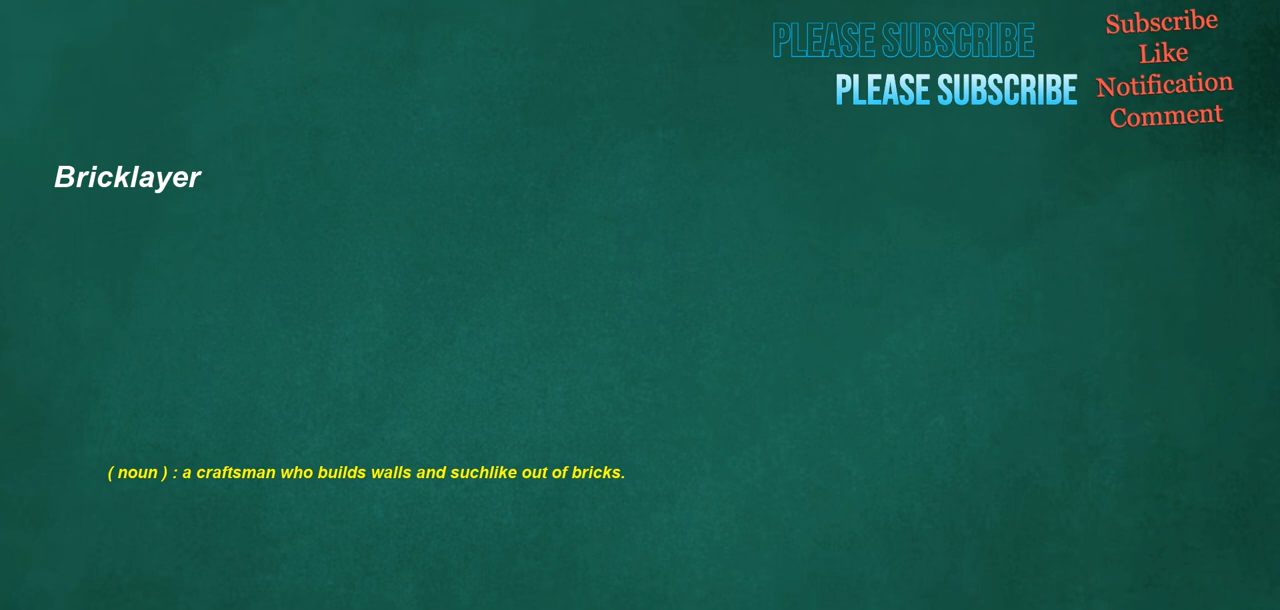 PLEASE SUBSCRIBE
PLEASE SUBSCRIBE
Subscribe
Like
Notification
Comment
Bricklayer
( noun ) : a craftsman who builds walls and suchlike out of bricks.